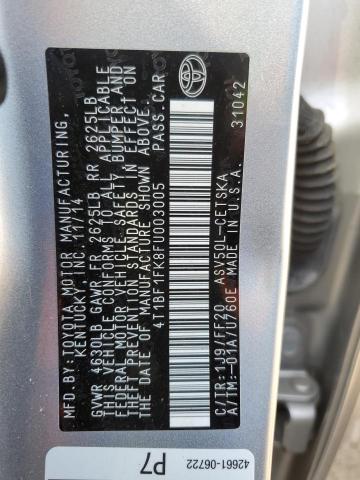 MFD.BY:TOYOTA MOTOR MANUFACTURING,
KENTUCKY, INC. 11/14
GVWR 4630LB GAWR FR 2625LB RR 2625LB
THIS VEHICLE CONFORMS TO ALL APPLICABLE
FEDERAL MOTOR VEHICLE SAFETY, BUMPER, AND
THEFT PREVENTION STANDARDS IN EFFECT ON
THE DATE OF MANUFACTURE SHOWN ABOVE.
4T1BF1FK8FU003005 PASS.CAR
C/TR:1J9/FF20 ASV50L-CETSKA
A/TM:-01A/U760E MADE IN U.S.A. 31042
42661-06722
P7